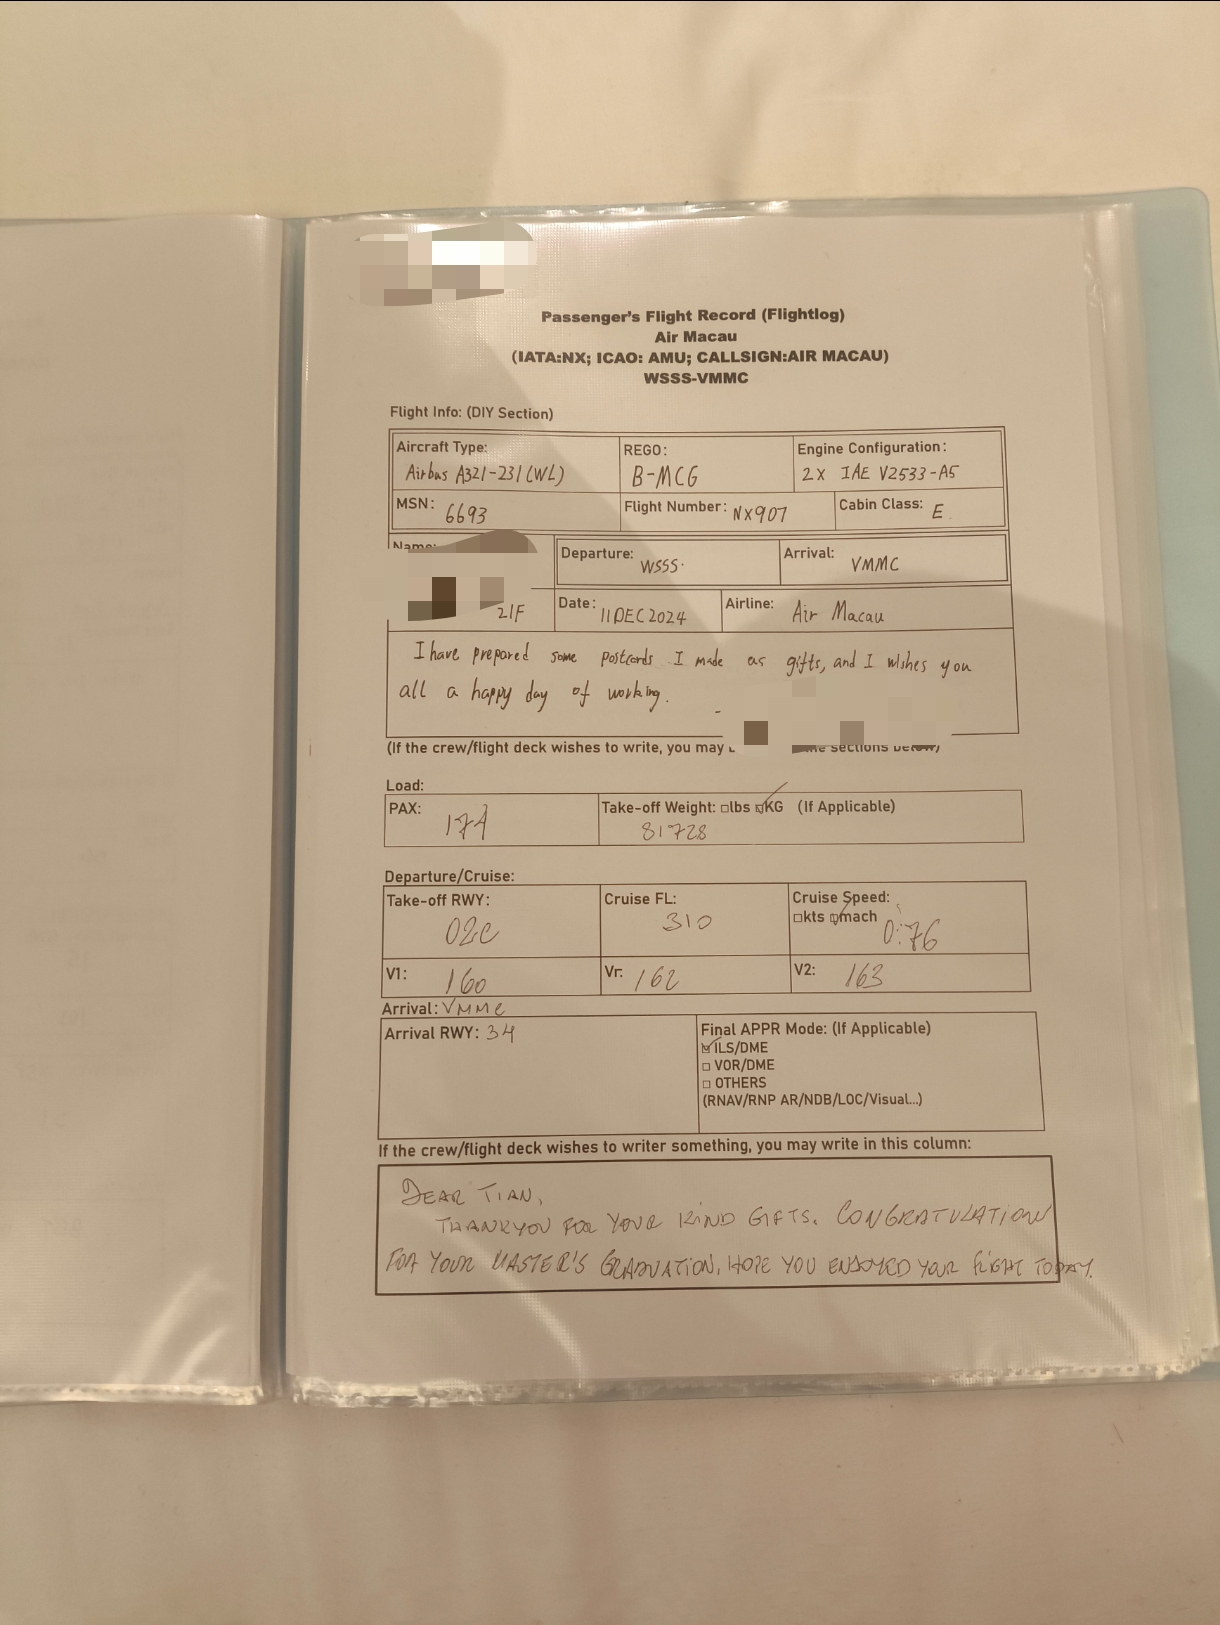 Passenger's Flight Record (Flightlog)
Air Macau
(IATA:NX; ICAO: AMU; CALLSIGN:AIR MACAU)
WSSS-VMMC
Flight Info: (DIY Section)
Aircraft Type: Airbus A321-231(WL)
REGO: B-MCG
Engine Configuration: 2X IAE V2533-A5
MSN: 6693
Flight Number: NX907
Cabin Class: E
Name:
21F
Departure: WSSS
Arrival: VMMC
Date: 11DEC2024
Airline: Air Macau
I have prepared some postcards I made as gifts, and I wishes you
all a happy day of working.
(If the crew/flight deck wishes to write, you may the sections below)
Load:
PAX: 174
Take-off Weight: □lbs ☑KG (If Applicable)
81728
Departure/Cruise:
Take-off RWY: 02C
Cruise FL: 310
Cruise Speed:
□kts ☑mach 0.76
V1: 160
Vr: 162
V2: 163
Arrival: VMMC
Arrival RWY: 34
Final APPR Mode: (If Applicable)
☑ ILS/DME
□ VOR/DME
□ OTHERS
(RNAV/RNP AR/NDB/LOC/Visual...)
If the crew/flight deck wishes to writer something, you may write in this column:
DEAR TIAN,
THANKYOU FOR YOUR KIND GIFTS. CONGRATULATION
FOR YOUR MASTER'S GRADUATION, HOPE YOU ENJOYED YOUR FLIGHT TODAY.